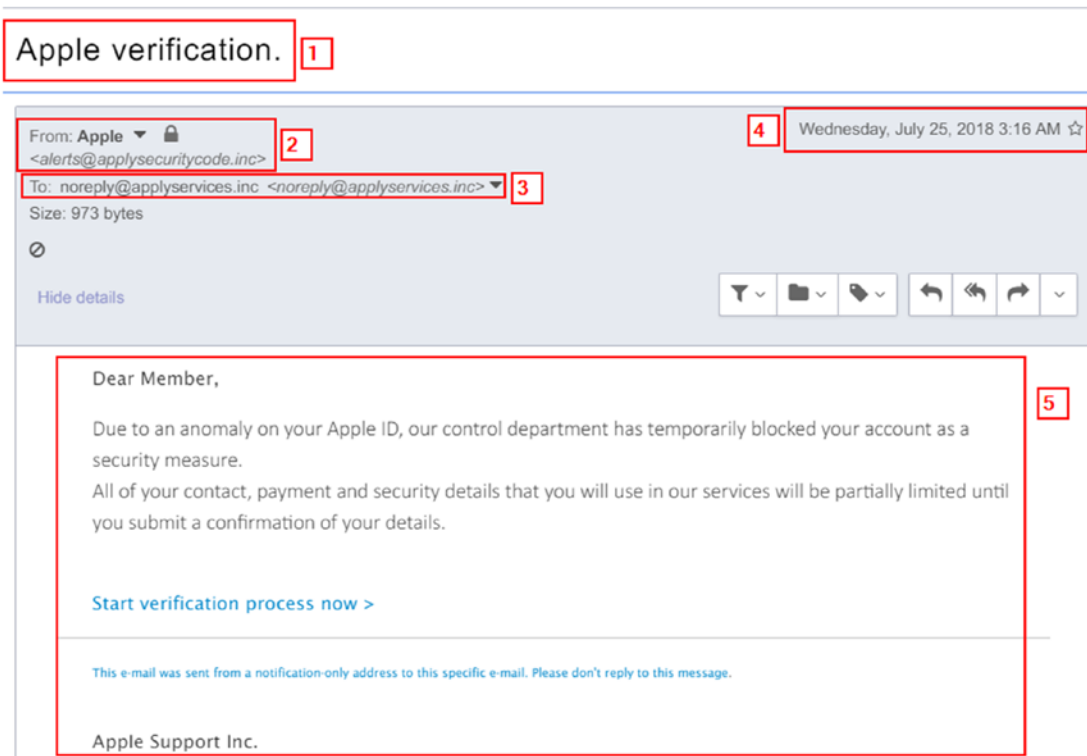 Apple verification. 1
From: Apple
<alerts@applysecuritycode.inc> 2
4 Wednesday, July 25, 2018 3:16 AM
To: noreply@applyservices.inc <noreply@applyservices.inc> 3
Size: 973 bytes
Hide details
Dear Member,
5
Due to an anomaly on your Apple ID, our control department has temporarily blocked your account as a
security measure.
All of your contact, payment and security details that you will use in our services will be partially limited until
you submit a confirmation of your details.
Start verification process now >
This e-mail was sent from a notification-only address to this specific e-mail. Please don't reply to this message.
Apple Support Inc.